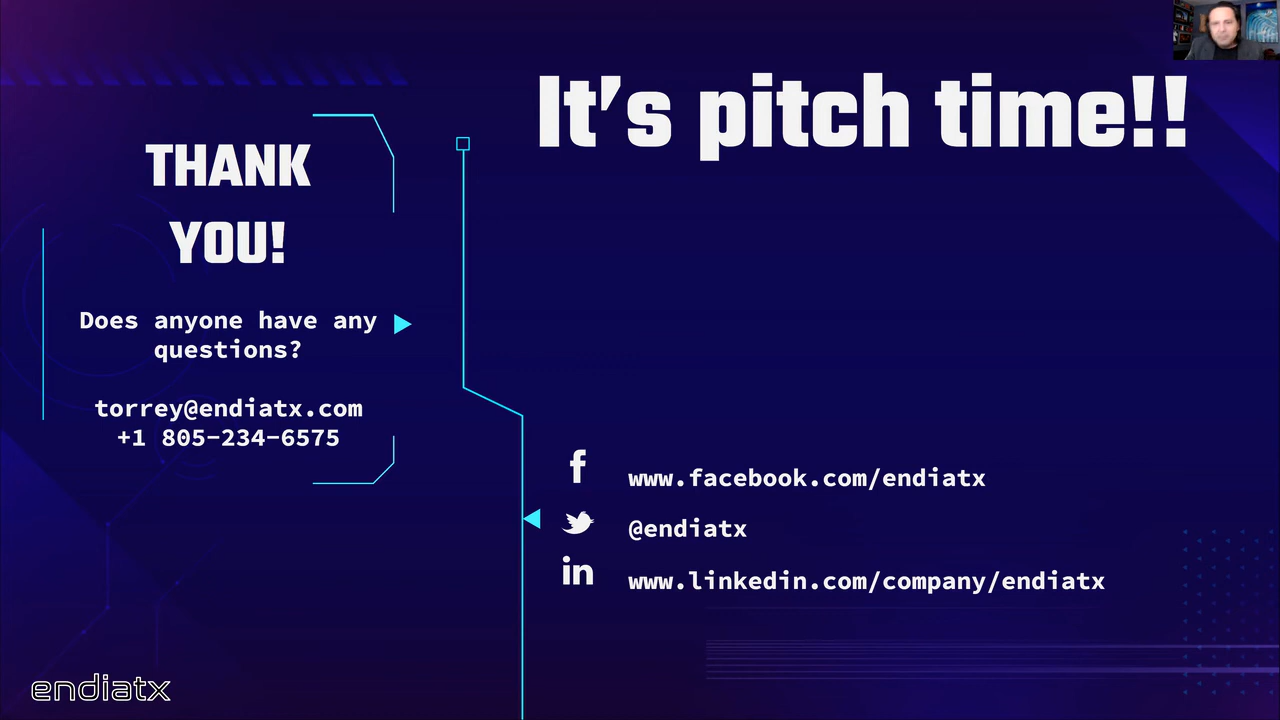 It's pitch time!!
THANK
YOU!
Does anyone have any
questions?
torrey@endiatx.com
+1 805-234-6575
f
www.facebook.com/endiatx
@endiatx
in
www.linkedin.com/company/endiatx
endiatx